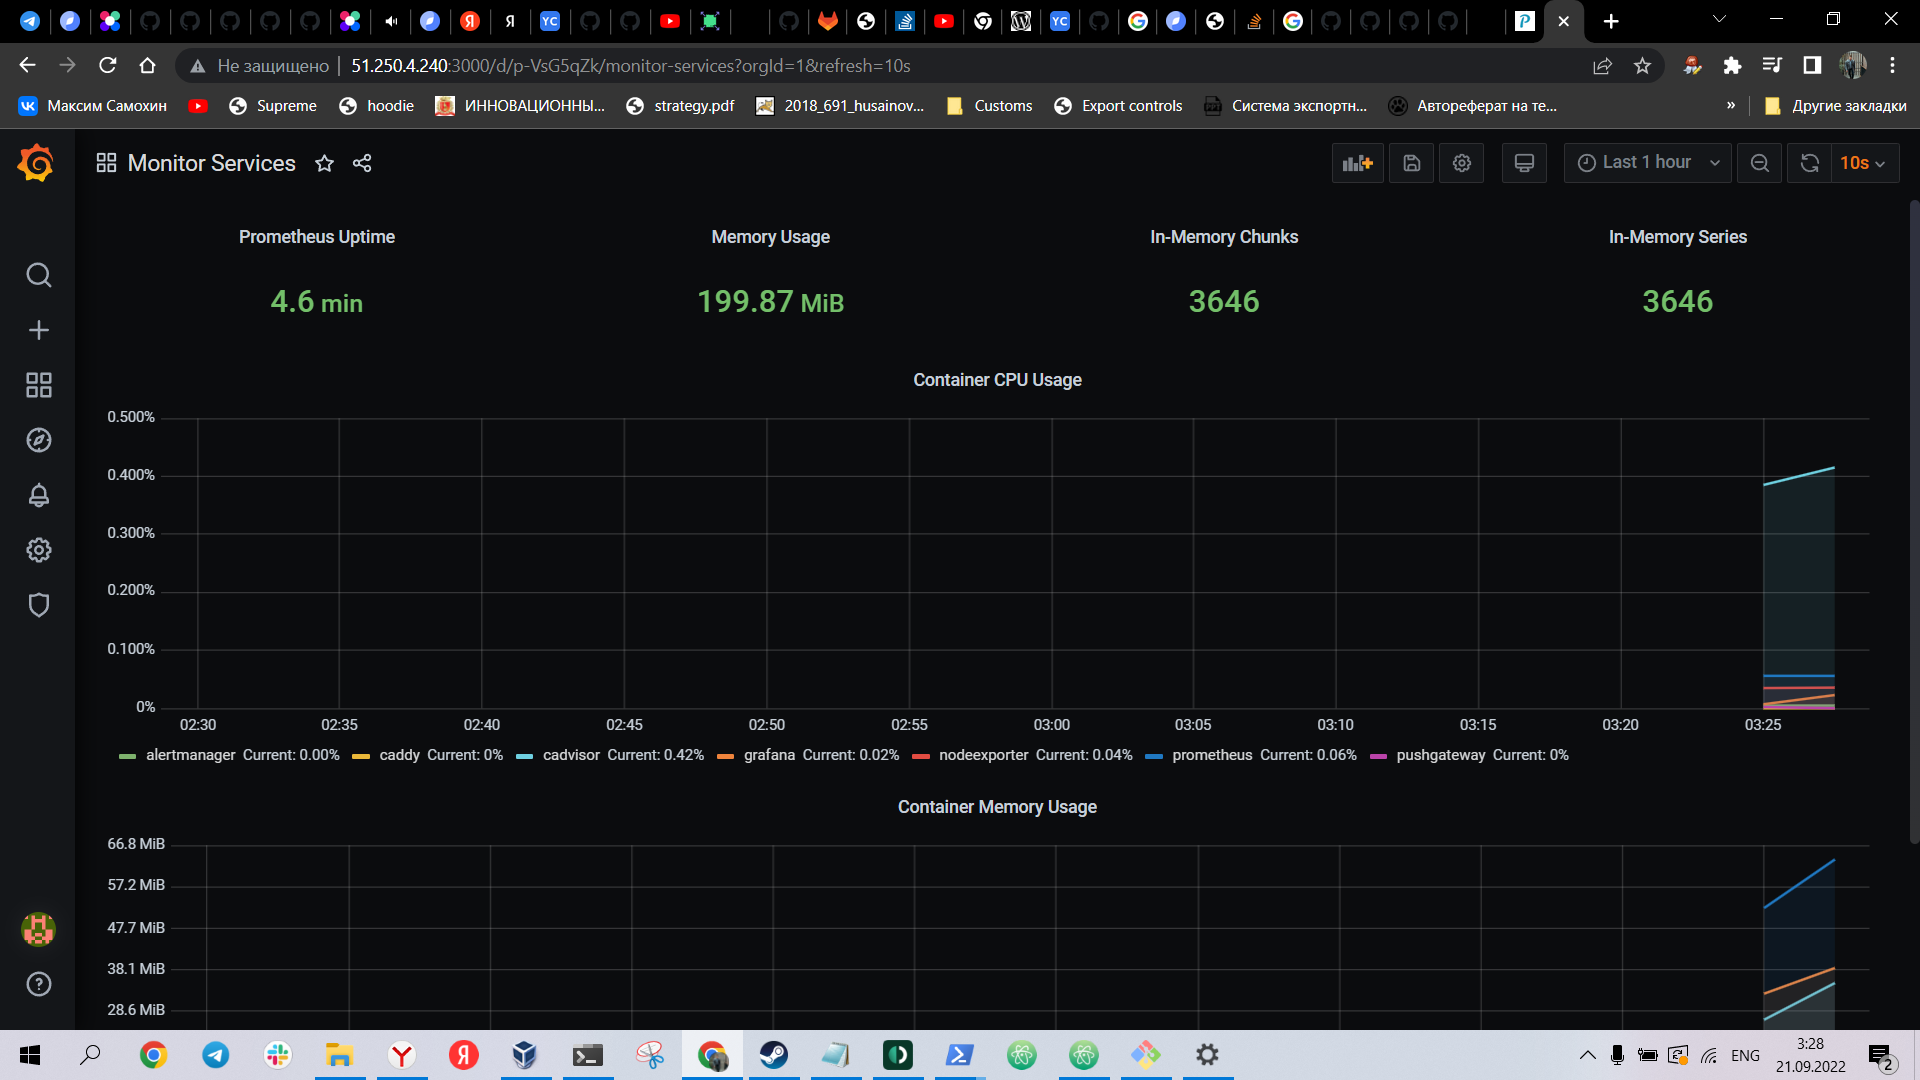 Не защищено | 51.250.4.240:3000/d/p-VsG5qZk/monitor-services?orgId=1&refresh=10s
Максим Самохин Supreme hoodie ИННОВАЦИОННЫ... strategy.pdf 2018_691_husainov... Customs Export controls Система экспортн... Автореферат на те... » Другие закладки
Monitor Services Last 1 hour 10s
Prometheus Uptime Memory Usage In-Memory Chunks In-Memory Series
4.6 min 199.87 MiB 3646 3646
Container CPU Usage
0.500%
0.400%
0.300%
0.200%
0.100%
0%
02:30 02:35 02:40 02:45 02:50 02:55 03:00 03:05 03:10 03:15 03:20 03:25
alertmanager Current: 0.00% caddy Current: 0% cadvisor Current: 0.42% grafana Current: 0.02% nodeexporter Current: 0.04% prometheus Current: 0.06% pushgateway Current: 0%
Container Memory Usage
66.8 MiB
57.2 MiB
47.7 MiB
38.1 MiB
28.6 MiB
ENG 3:28
21.09.2022
2